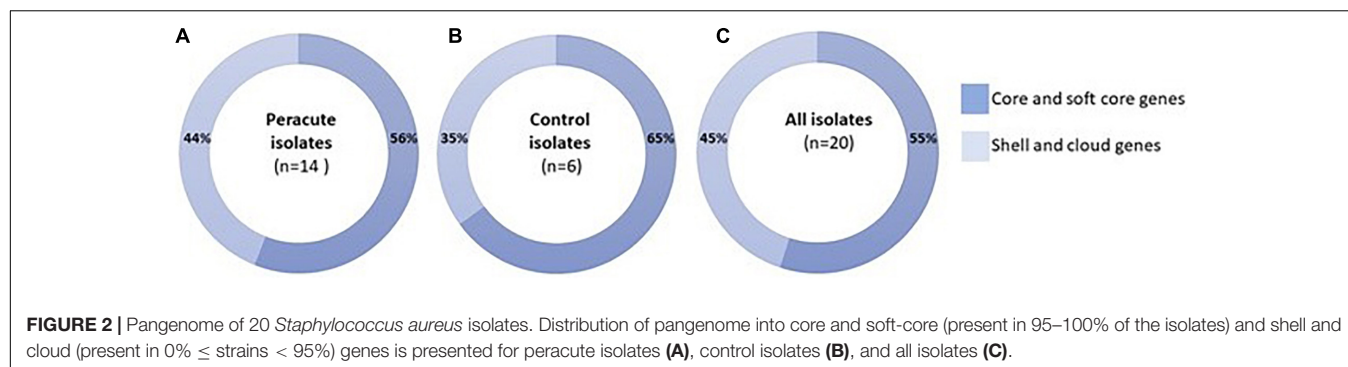 A
B
C
44%
Peracute
isolates
(n=14 )
56%
35%
Control
isolates
(n=6)
65%
45%
All isolates
(n=20)
55%
Core and soft core genes
Shell and cloud genes
FIGURE 2 | Pangenome of 20 Staphylococcus aureus isolates. Distribution of pangenome into core and soft-core (present in 95–100% of the isolates) and shell and
cloud (present in 0% ≤ strains < 95%) genes is presented for peracute isolates (A), control isolates (B), and all isolates (C).